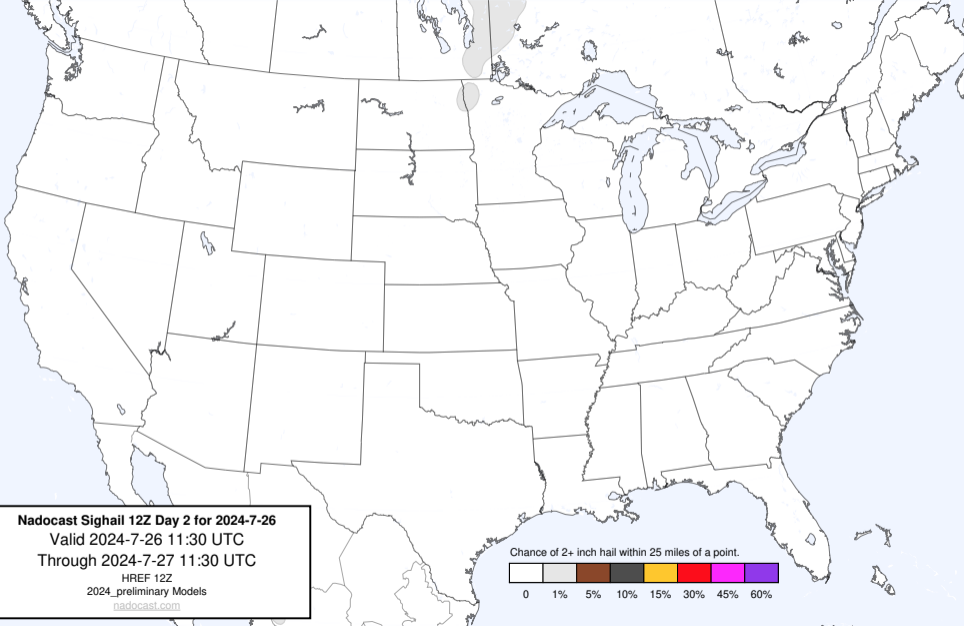 Nadocast Sighail 12Z Day 2 for 2024-7-26
Valid 2024-7-26 11:30 UTC
Through 2024-7-27 11:30 UTC
HREF 12Z
2024_preliminary Models
nadocast.com
Chance of 2+ inch hail within 25 miles of a point.
0 1% 5% 10% 15% 30% 45% 60%